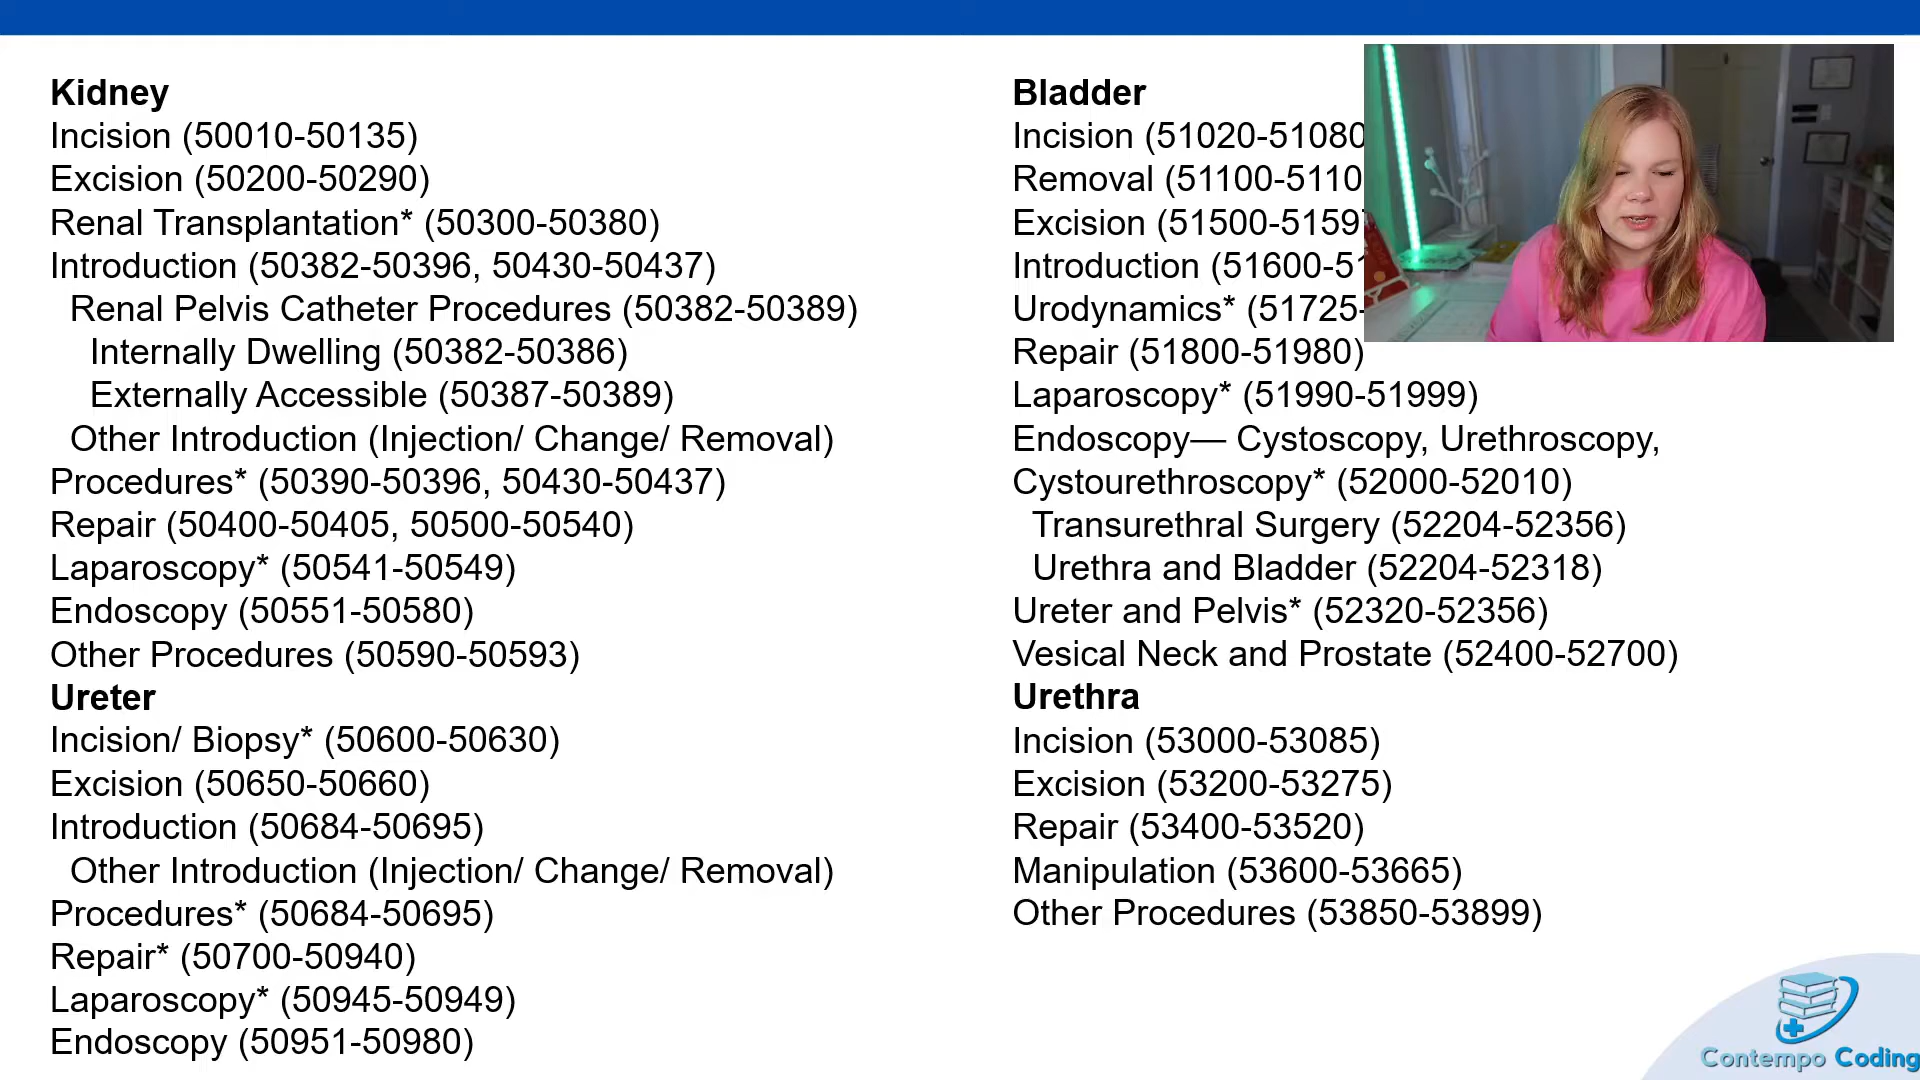 Kidney
Incision (50010-50135)
Excision (50200-50290)
Renal Transplantation* (50300-50380)
Introduction (50382-50396, 50430-50437)
Renal Pelvis Catheter Procedures (50382-50389)
Internally Dwelling (50382-50386)
Externally Accessible (50387-50389)
Other Introduction (Injection/ Change/ Removal)
Procedures* (50390-50396, 50430-50437)
Repair (50400-50405, 50500-50540)
Laparoscopy* (50541-50549)
Endoscopy (50551-50580)
Other Procedures (50590-50593)
Ureter
Incision/ Biopsy* (50600-50630)
Excision (50650-50660)
Introduction (50684-50695)
Other Introduction (Injection/ Change/ Removal)
Procedures* (50684-50695)
Repair* (50700-50940)
Laparoscopy* (50945-50949)
Endoscopy (50951-50980)
Bladder
Incision (51020-51080
Removal (51100-5110
Excision (51500-5159
Introduction (51600-5
Urodynamics* (51725-
Repair (51800-51980)
Laparoscopy* (51990-51999)
Endoscopy— Cystoscopy, Urethroscopy,
Cystourethroscopy* (52000-52010)
Transurethral Surgery (52204-52356)
Urethra and Bladder (52204-52318)
Ureter and Pelvis* (52320-52356)
Vesical Neck and Prostate (52400-52700)
Urethra
Incision (53000-53085)
Excision (53200-53275)
Repair (53400-53520)
Manipulation (53600-53665)
Other Procedures (53850-53899)
Contempo Coding